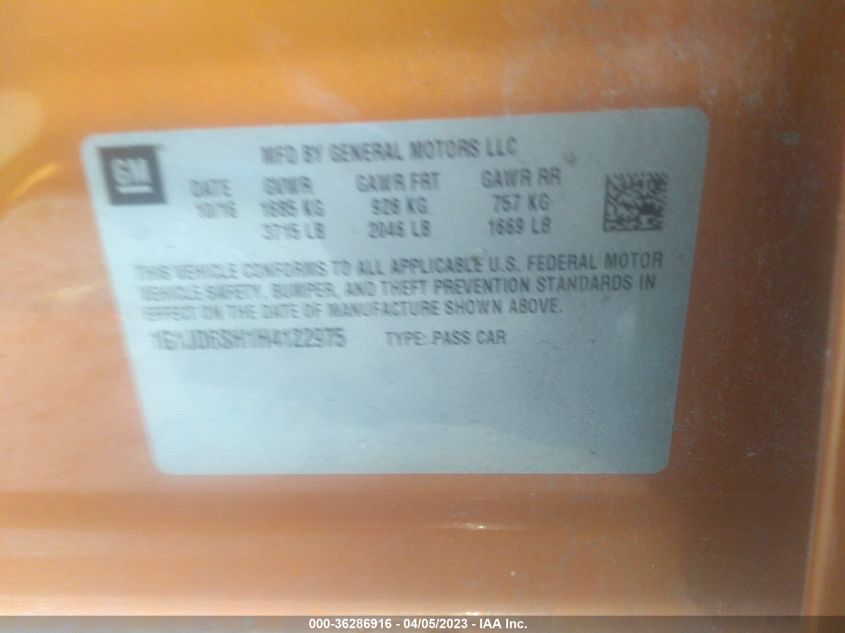 GM
MFD BY GENERAL MOTORS LLC
DATE GVWR GAWR FRT GAWR RR
10/16 1685 KG 928 KG 757 KG
3715 LB 2046 LB 1669 LB
THIS VEHICLE CONFORMS TO ALL APPLICABLE U.S. FEDERAL MOTOR
VEHICLE SAFETY, BUMPER, AND THEFT PREVENTION STANDARDS IN
EFFECT ON THE DATE OF MANUFACTURE SHOWN ABOVE.
1G1JD6SH1H4122975 TYPE: PASS CAR
000-36286916 - 04/05/2023 - IAA Inc.